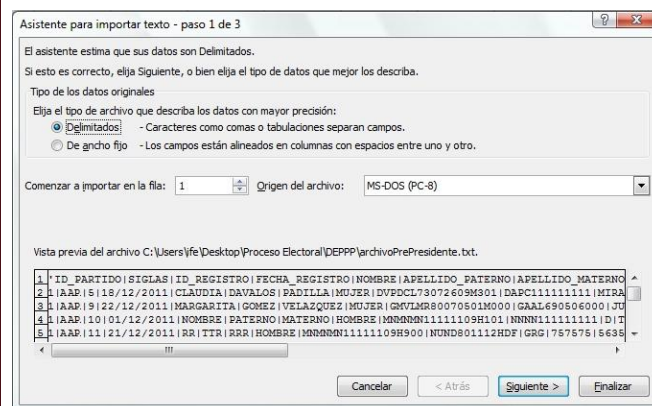 Asistente para importar texto - paso 1 de 3
El asistente estima que sus datos son Delimitados.
Si esto es correcto, elija Siguiente, o bien elija el tipo de datos que mejor los describa.
Tipo de los datos originales
Elija el tipo de archivo que describa los datos con mayor precisión:
Delimitados - Caracteres como comas o tabulaciones separan campos.
De ancho fijo - Los campos están alineados en columnas con espacios entre uno y otro.
Comenzar a importar en la fila: 1 Origen del archivo: MS-DOS (PC-8)
Vista previa del archivo C:\Users\ife\Desktop\Proceso Electoral\DEPPP\archivoPrePresidente.txt.
1 'ID_PARTIDO|SIGLAS|ID_REGISTRO|FECHA_REGISTRO|NOMBRE|APELLIDO_PATERNO|APELLIDO_MATERNO
2 1|AAP|5|18/12/2011|CLAUDIA|DAVALOS|PADILLA|MUJER|DVPDCL73072609M301|DAPC111111111|MIRA
3 1|AAP|9|22/12/2011|MARGARITA|GOMEZ|VELAZQUEZ|MUJER|GMVLMR80070501M000|GAAL690506000|JU
4 1|AAP|10|01/12/2011|NOMBRE|PATERNO|MATERNO|HOMBRE|MNMNMN11111109H101|NNNN111111111|D|T
5 1|AAP|11|21/12/2011|RR|TTR|RRR|HOMBRE|MNMNMN11111109H900|NUND801112HDF|GRG|757575|5635
Cancelar < Atrás Siguiente > Finalizar